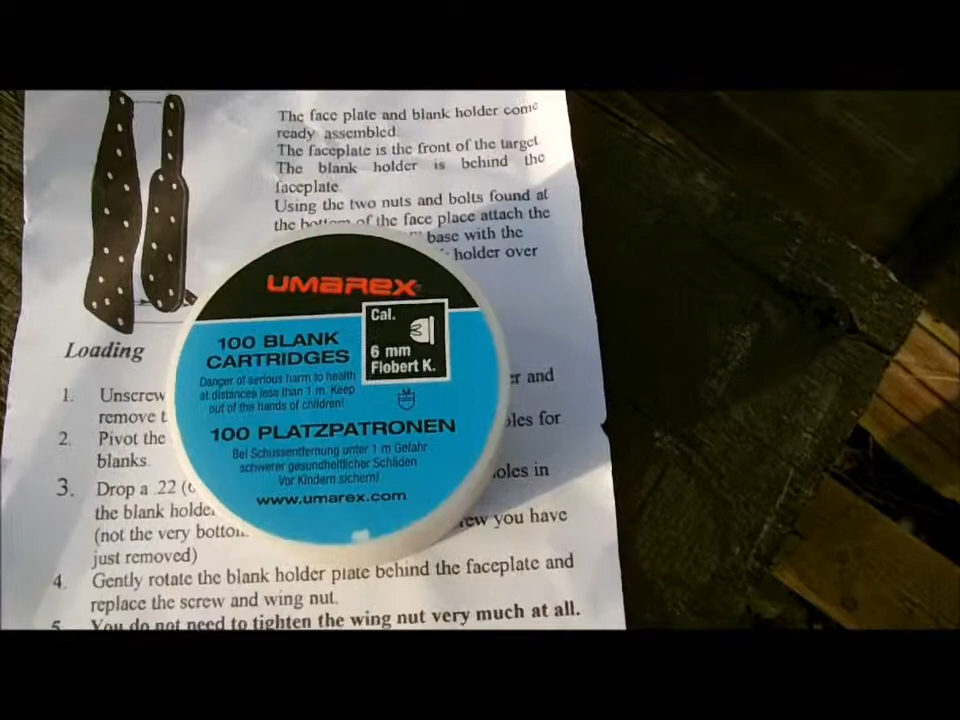 The face plate and blank holder come
ready assembled.
The faceplate is the front of the target.
The blank holder is behind the
faceplate.
Using the two nuts and bolts found at
the bottom of the face place attach the
base with the
holder over
Loading
1. Unscrew
remove
2. Pivot the
blanks.
3. Drop a .22
the blank holder
(not the very bottom
just removed)
and
for
holes in
screw you have
4. Gently rotate the blank holder plate behind the faceplate and
replace the screw and wing nut.
5. You do not need to tighten the wing nut very much at all.
UMAREX
Cal.
6 mm
Flobert K.
100 BLANK
CARTRIDGES
Danger of serious harm to health
at distances less than 1 m. Keep
out of the hands of children!
100 PLATZPATRONEN
Bei Schussentfernung unter 1 m Gefahr
schwerer gesundheitlicher Schäden
Vor Kindern sichern!
www.umarex.com